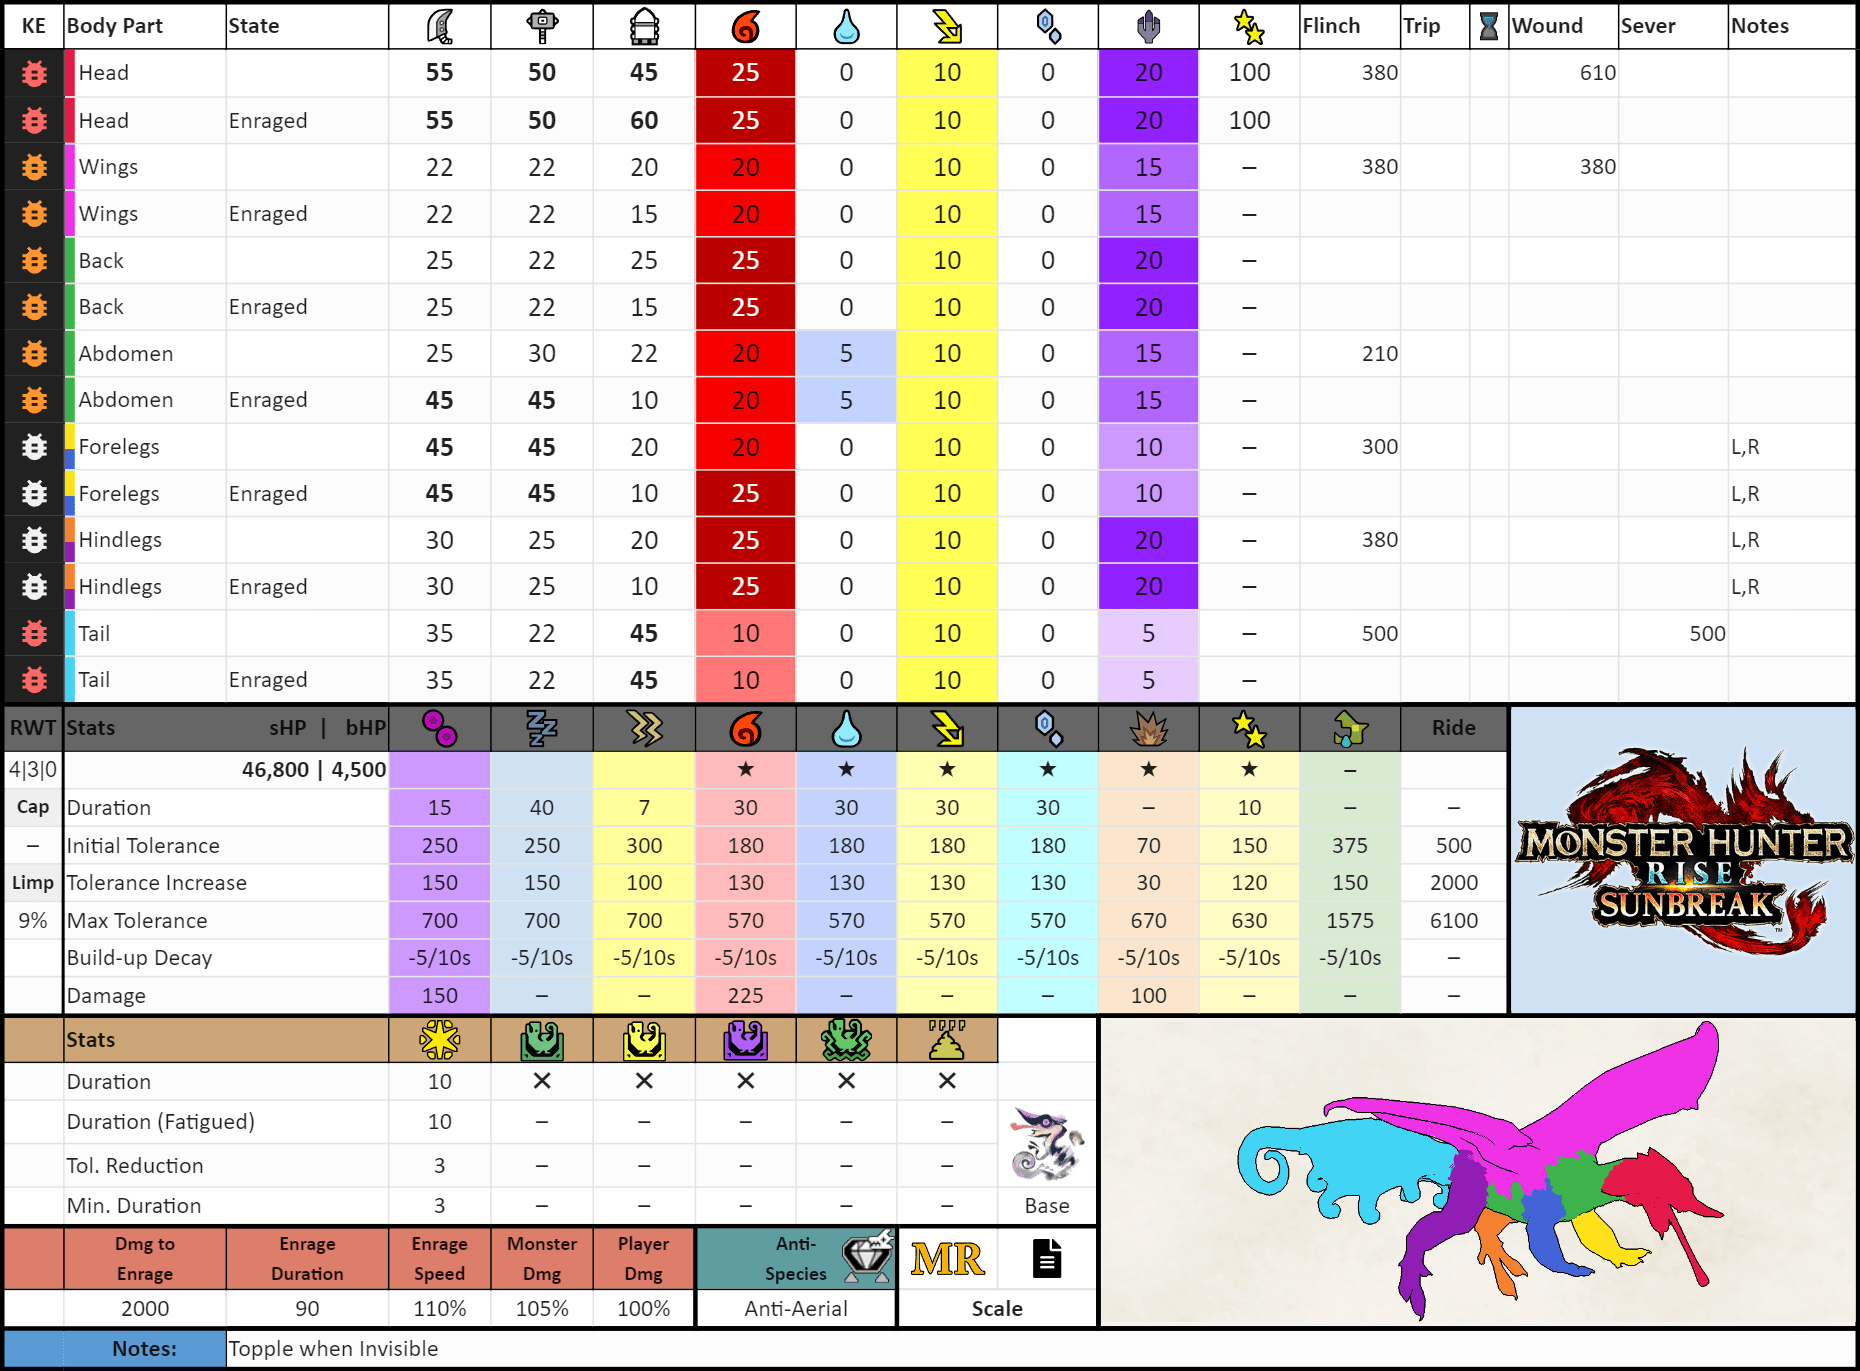 KE Body Part State Flinch Trip Wound Sever Notes
Head 55 50 45 25 0 10 0 20 100 380 610
Head Enraged 55 50 60 25 0 10 0 20 100
Wings 22 22 20 20 0 10 0 15 – 380 380
Wings Enraged 22 22 15 20 0 10 0 15 –
Back 25 22 25 25 0 10 0 20 –
Back Enraged 25 22 15 25 0 10 0 20 –
Abdomen 25 30 22 20 5 10 0 15 – 210
Abdomen Enraged 45 45 10 20 5 10 0 15 –
Forelegs 45 45 20 20 0 10 0 10 – 300 L,R
Forelegs Enraged 45 45 10 25 0 10 0 10 – L,R
Hindlegs 30 25 20 25 0 10 0 20 – 380 L,R
Hindlegs Enraged 30 25 10 25 0 10 0 20 – L,R
Tail 35 22 45 10 0 10 0 5 – 500 500
Tail Enraged 35 22 45 10 0 10 0 5 –
RWT Stats sHP | bHP Ride
4|3|0 46,800 | 4,500 ★ ★ ★ ★ ★ ★ –
Cap Duration 15 40 7 30 30 30 30 – 10 – –
– Initial Tolerance 250 250 300 180 180 180 180 70 150 375 500
Limp Tolerance Increase 150 150 100 130 130 130 130 30 120 150 2000
9% Max Tolerance 700 700 700 570 570 570 570 670 630 1575 6100
Build-up Decay -5/10s -5/10s -5/10s -5/10s -5/10s -5/10s -5/10s -5/10s -5/10s -5/10s –
Damage 150 – – 225 – – – 100 – – –
MONSTER HUNTER
RISE
SUNBREAK™
Stats
Duration 10 ✕ ✕ ✕ ✕ ✕
Duration (Fatigued) 10 – – – – –
Tol. Reduction 3 – – – – –
Min. Duration 3 – – – – – Base
Dmg to Enrage Enrage Monster Player Anti-
Enrage Duration Speed Dmg Dmg Species MR
2000 90 110% 105% 100% Anti-Aerial Scale
Notes: Topple when Invisible